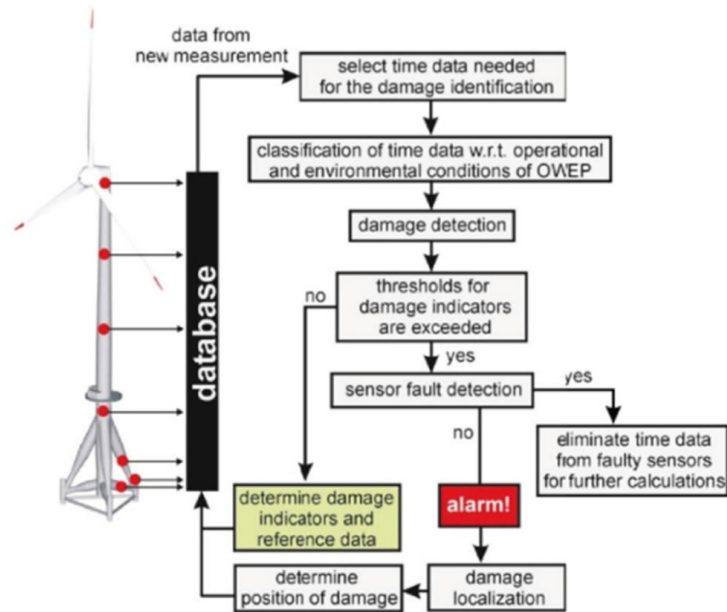 data from
new measurement
select time data needed
for the damage identification
classification of time data w.r.t. operational
and environmental conditions of OWEP
damage detection
no
thresholds for
damage indicators
are exceeded
yes
database
sensor fault detection
yes
no
eliminate time data
from faulty sensors
for further calculations
determine damage
indicators and
reference data
alarm!
determine
position of damage
damage
localization